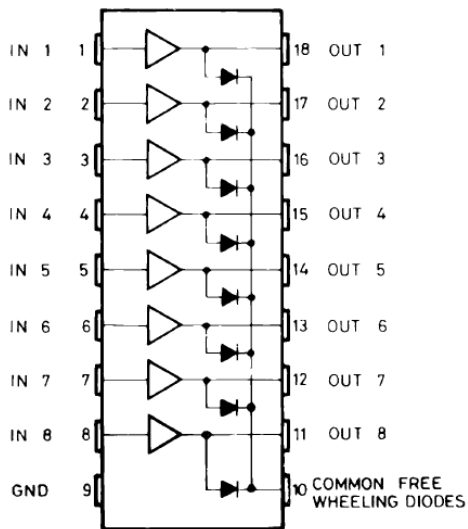 IN 1 1 18 OUT 1
IN 2 2 17 OUT 2
IN 3 3 16 OUT 3
IN 4 4 15 OUT 4
IN 5 5 14 OUT 5
IN 6 6 13 OUT 6
IN 7 7 12 OUT 7
IN 8 8 11 OUT 8
GND 9 10 COMMON FREE
WHEELING DIODES